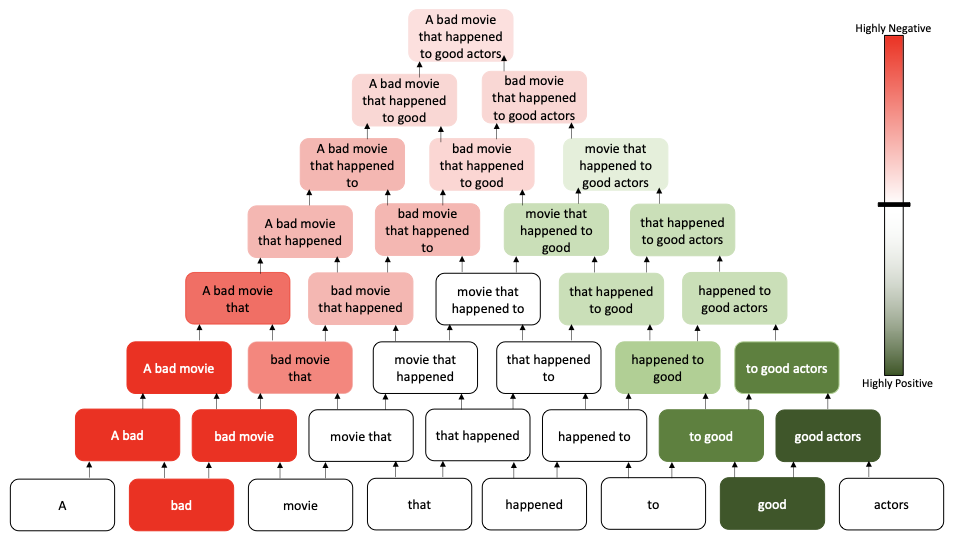 A bad movie
that happened
to good actors
Highly Negative
A bad movie
that happened
to good
bad movie
that happened
to good actors
A bad movie
that happened
to
bad movie
that happened
to good
movie that
happened to
good actors
A bad movie
that happened
bad movie
that happened
to
movie that
happened to
good
that happened
to good actors
A bad movie
that
bad movie
that happened
movie that
happened to
that happened
to good
happened to
good actors
A bad movie
bad movie
that
movie that
happened
that happened
to
happened to
good
to good actors
Highly Positive
A bad
bad movie
movie that
that happened
happened to
to good
good actors
A
bad
movie
that
happened
to
good
actors